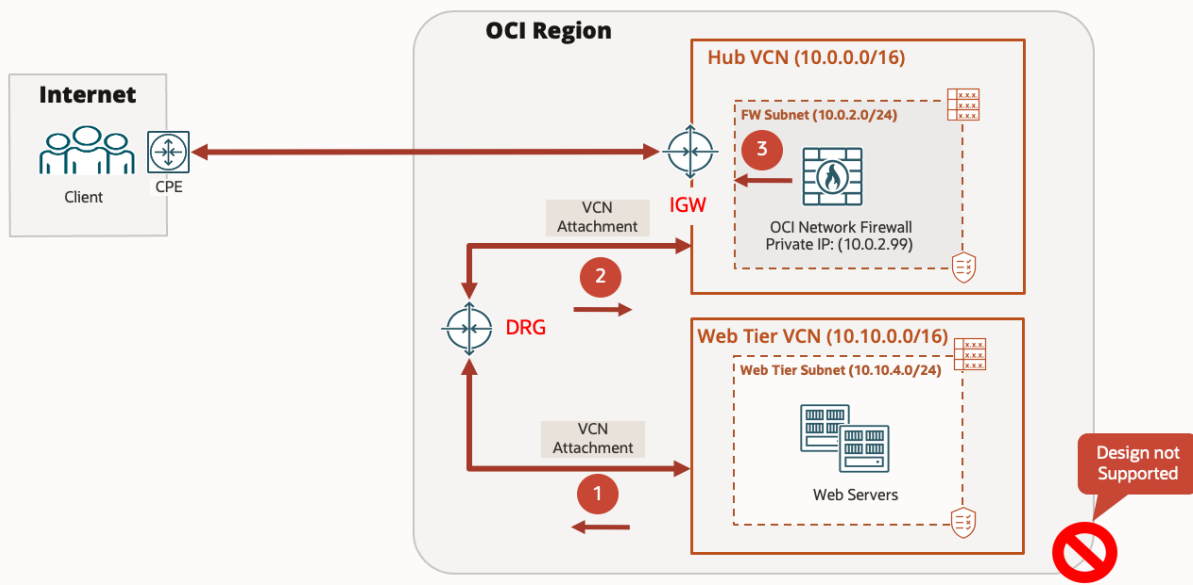 OCI Region
Internet
Client
CPE
Hub VCN (10.0.0.0/16)
FW Subnet (10.0.2.0/24)
3
OCI Network Firewall
Private IP: (10.0.2.99)
IGW
VCN
Attachment
2
DRG
Web Tier VCN (10.10.0.0/16)
Web Tier Subnet (10.10.4.0/24)
Web Servers
VCN
Attachment
1
Design not
Supported
x.x.x.
x.x.x.
x.x.x.
x.x.x.
x.x.x.
x.x.x.